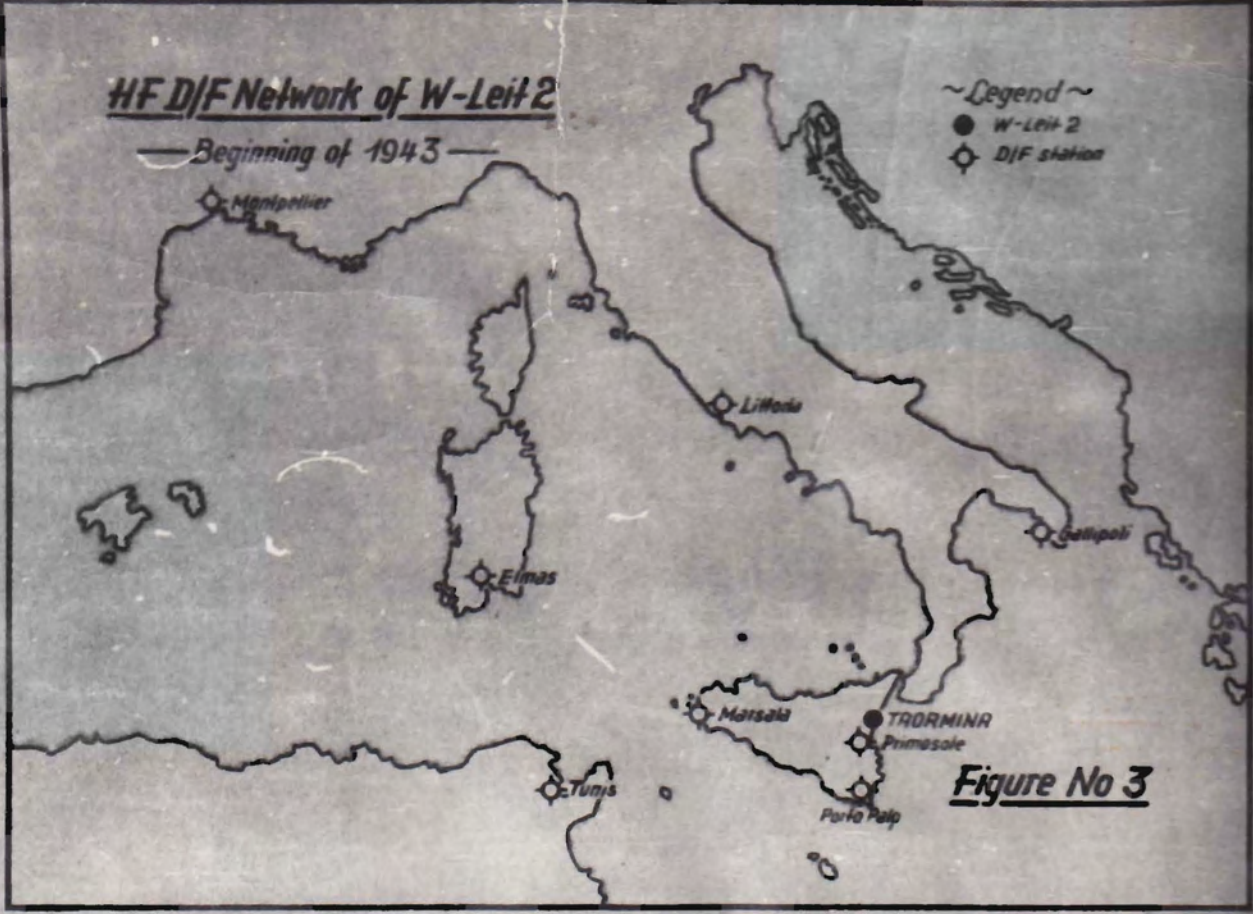 HF D/F Network of W-Leit 2
Beginning of 1943
~Legend~
W-Leit 2
D/F station
Montpellier
Littoria
Gallipoli
Elmas
Marsala
TAORMINA
Primosole
Tunis
Porto Palp
Figure No 3